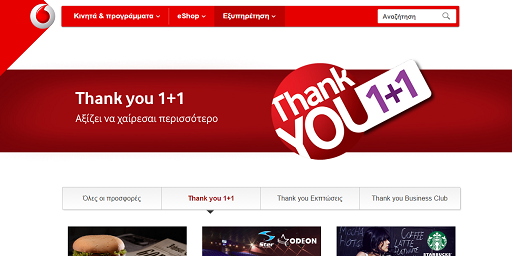 Κινητά & προγράμματα
eShop
Εξυπηρέτηση
Αναζήτηση
Thank you 1+1
Αξίζει να χαίρεσαι περισσότερο
Thank
YOU 1+1
Όλες οι προσφορές
Thank you 1+1
Thank you Εκπτώσεις
Thank you Business Club
Ster
ODEON
COFFEE
LATTE
STARBUCKS